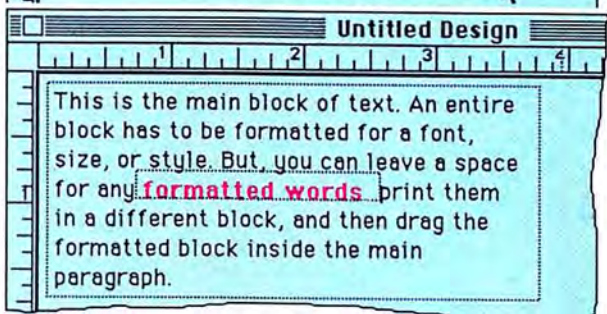 Untitled Design
1 2 3 4
This is the main block of text. An entire
block has to be formatted for a font,
size, or style. But, you can leave a space
for any formatted words print them
in a different block, and then drag the
formatted block inside the main
paragraph.